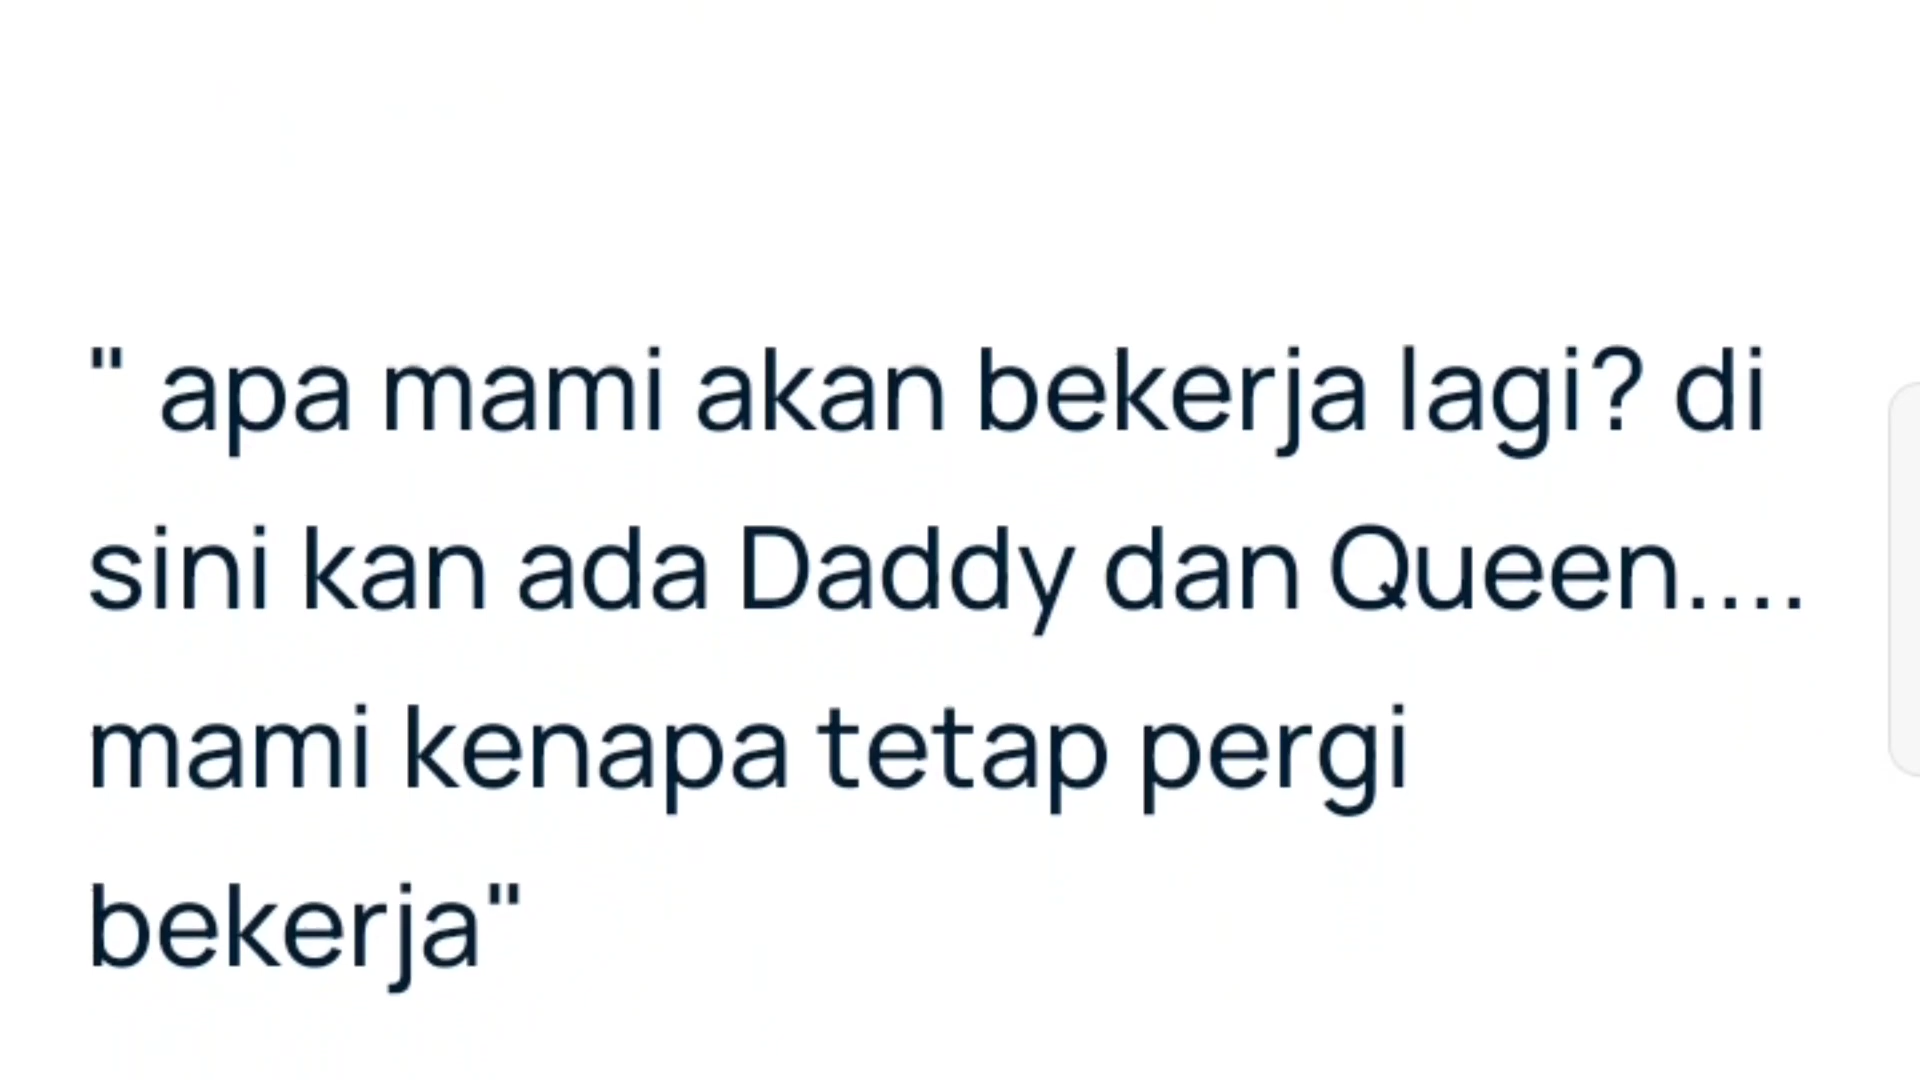 " apa mami akan bekerja lagi? di
sini kan ada Daddy dan Queen....
mami kenapa tetap pergi
bekerja"